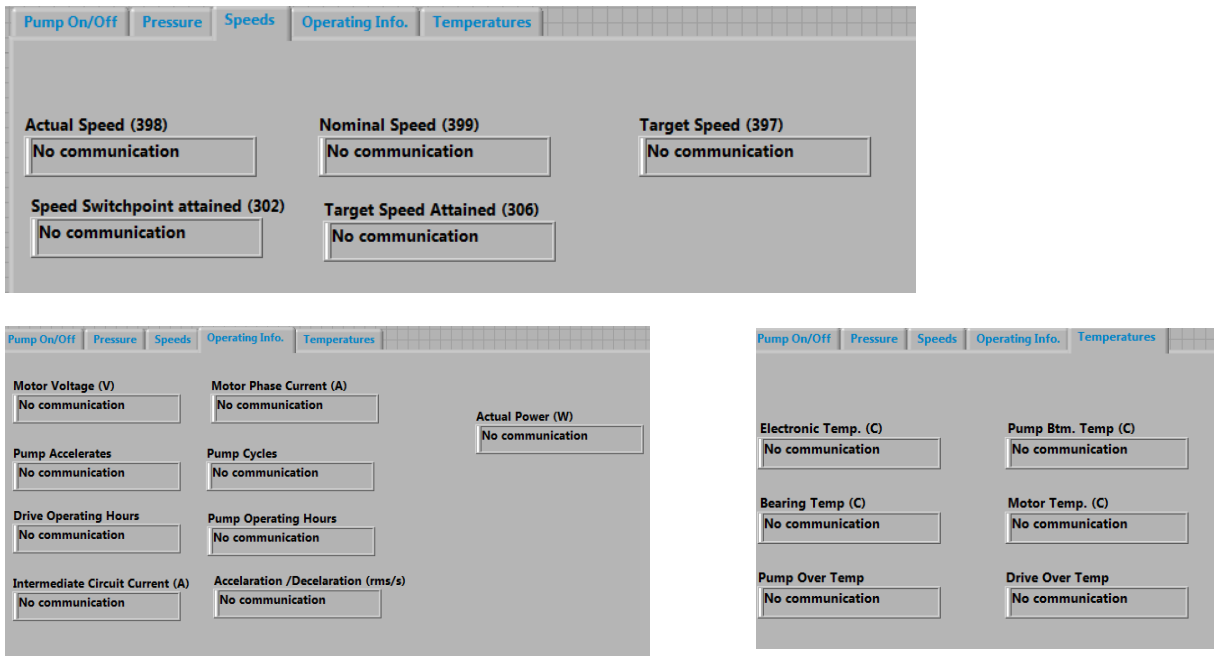 Pump On/Off Pressure Speeds Operating Info. Temperatures
Actual Speed (398) Nominal Speed (399) Target Speed (397)
No communication No communication No communication
Speed Switchpoint attained (302) Target Speed Attained (306)
No communication No communication
Pump On/Off Pressure Speeds Operating Info. Temperatures
Motor Voltage (V) Motor Phase Current (A)
No communication No communication
Actual Power (W)
No communication
Pump Accelerates Pump Cycles
No communication No communication
Drive Operating Hours Pump Operating Hours
No communication No communication
Intermediate Circuit Current (A) Accelaration /Decelaration (rms/s)
No communication No communication
Pump On/Off Pressure Speeds Operating Info. Temperatures
Electronic Temp. (C) Pump Btm. Temp (C)
No communication No communication
Bearing Temp (C) Motor Temp. (C)
No communication No communication
Pump Over Temp Drive Over Temp
No communication No communication